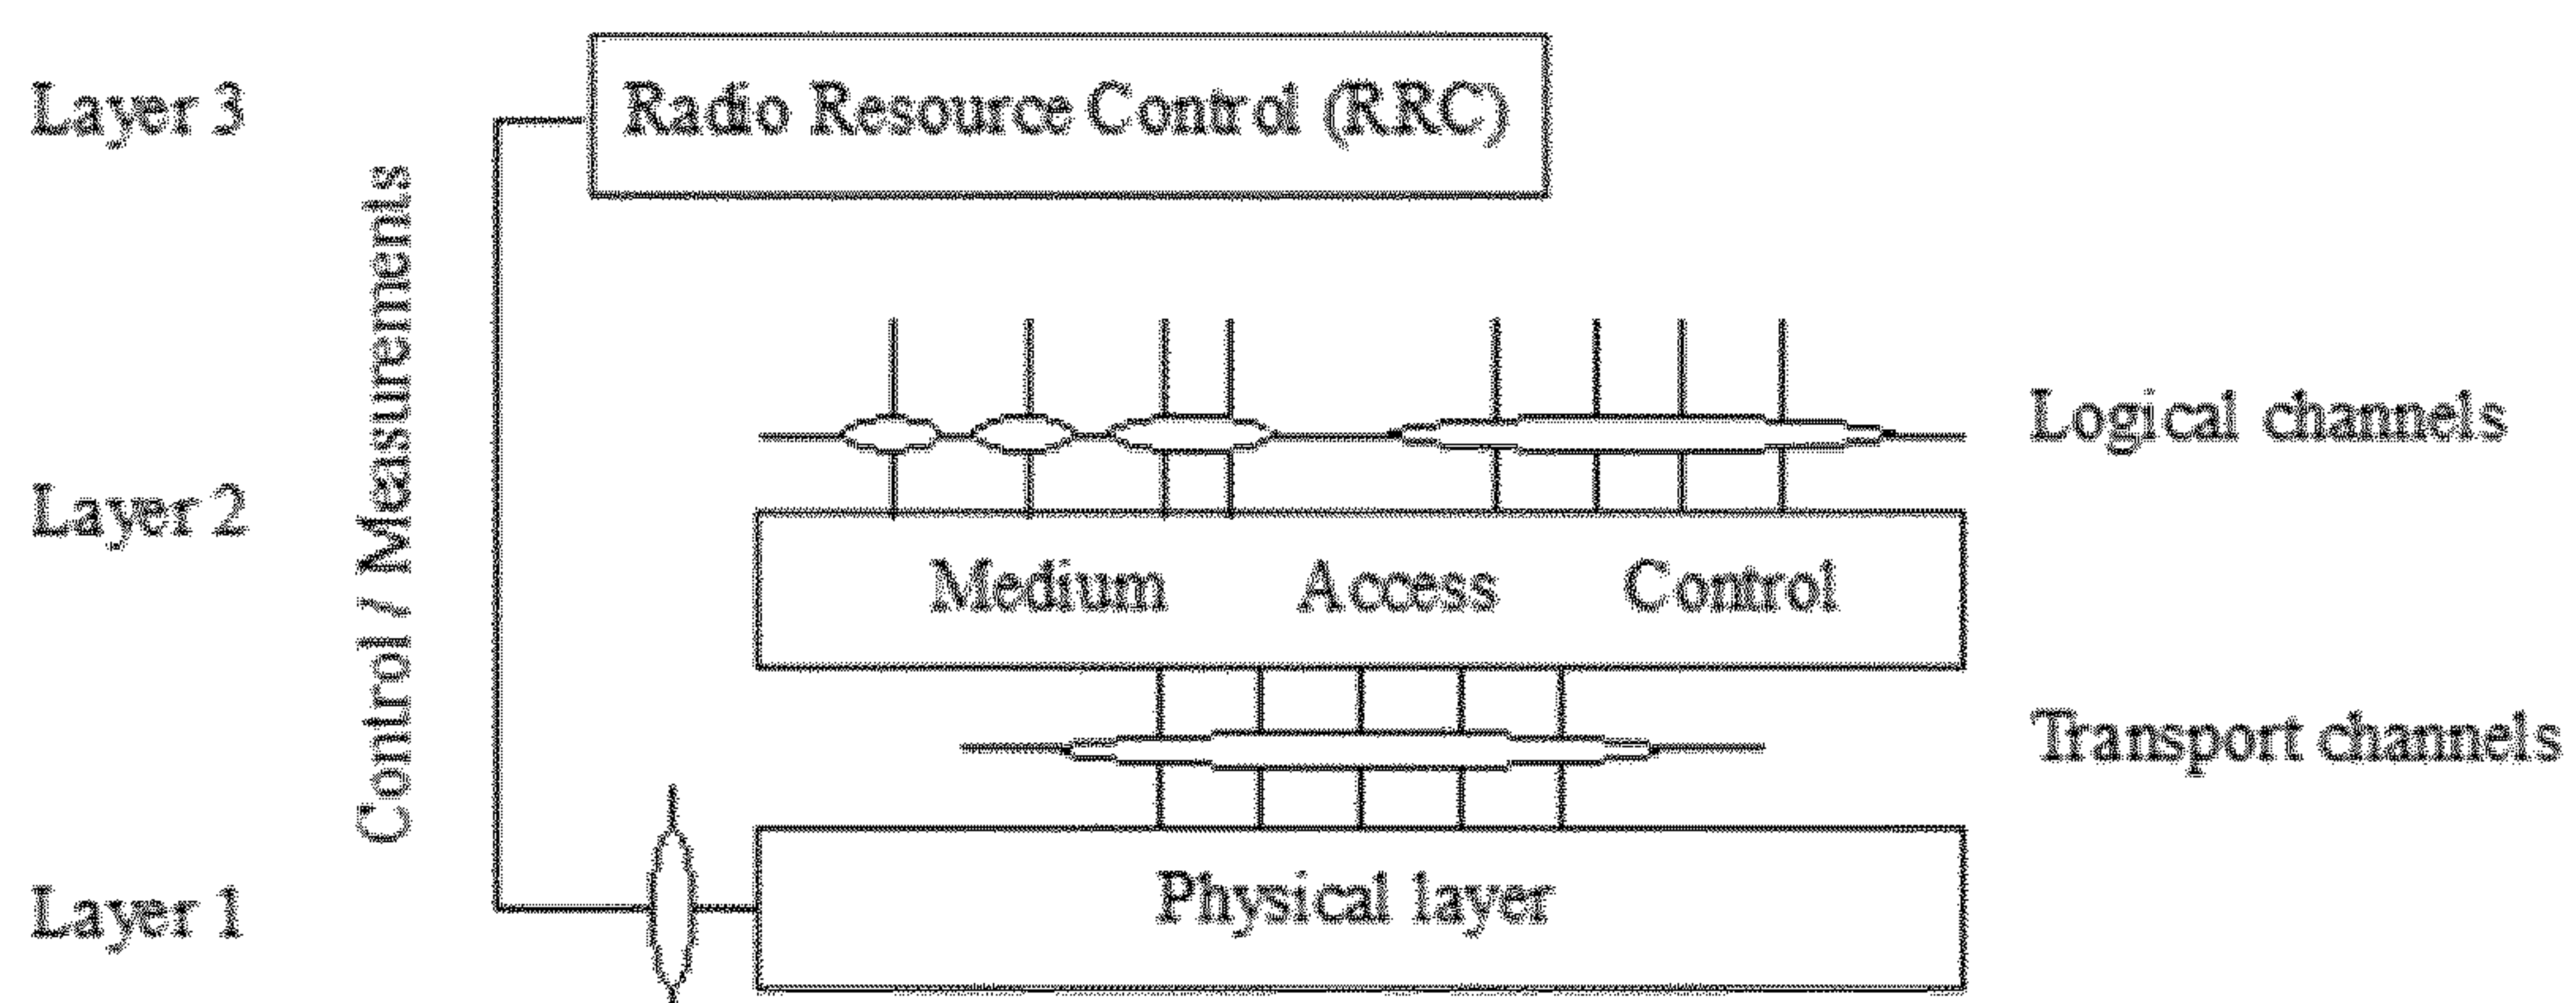 Layer 3
Radio Resource Control (RRC)
Control / Measurements
Logical channels
Layer 2
Medium Access Control
Transport channels
Layer 1
Physical layer